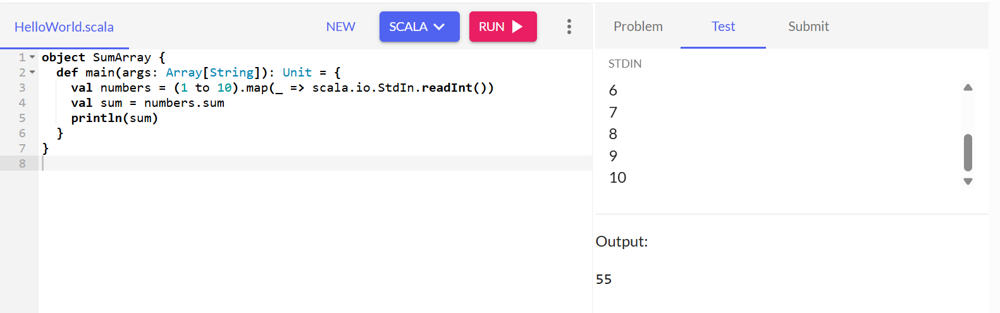 HelloWorld.scala NEW SCALA RUN
1 object SumArray {
2   def main(args: Array[String]): Unit = {
3     val numbers = (1 to 10).map(_ => scala.io.StdIn.readInt())
4     val sum = numbers.sum
5     println(sum)
6   }
7 }
8
Problem Test Submit
STDIN
6
7
8
9
10
Output:
55